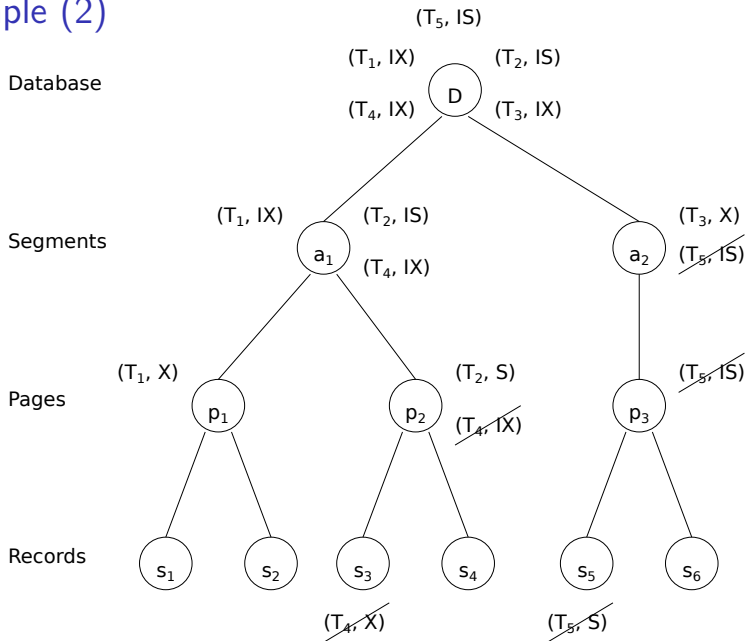 ple (2)
(T₅, IS)
(T₁, IX) (T₂, IS)
Database D
(T₄, IX) (T₃, IX)
(T₁, IX) (T₂, IS) (T₃, X)
Segments a₁ a₂ (T₅, IS)
(T₄, IX)
(T₁, X) (T₂, S) (T₅, IS)
Pages p₁ p₂ p₃
(T₄, IX)
Records s₁ s₂ s₃ s₄ s₅ s₆
(T₄, X) (T₅, S)